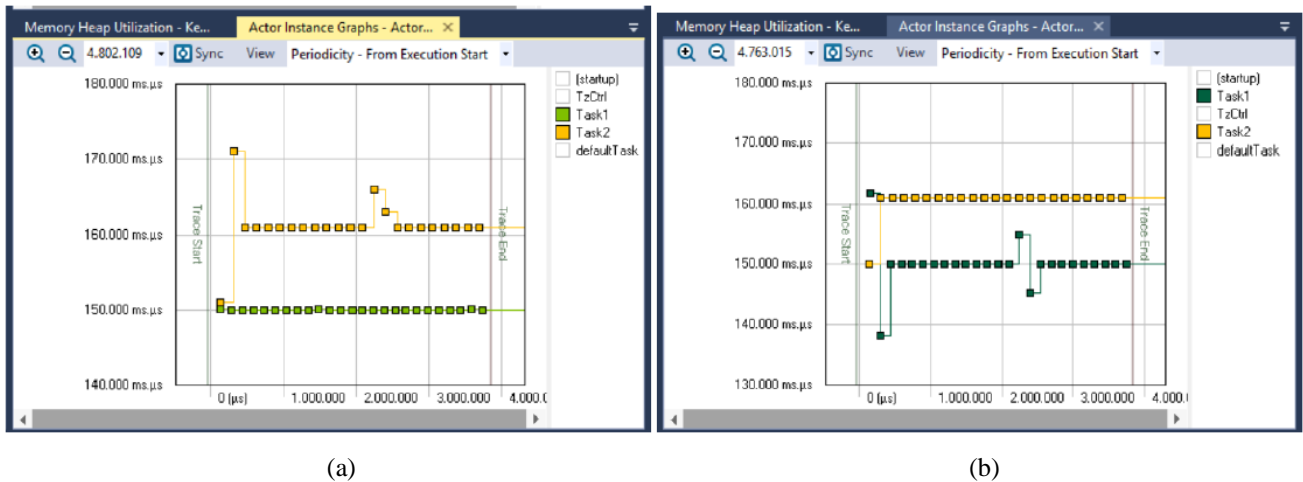 Memory Heap Utilization - Ke... Actor Instance Graphs - Actor... ×
4.802.109 Sync View Periodicity - From Execution Start
180.000 ms.µs
170.000 ms.µs
160.000 ms.µs
150.000 ms.µs
140.000 ms.µs
Trace Start
Trace End
0 (µs) 1.000.000 2.000.000 3.000.000 4.000.0
(startup)
TzCtrl
Task1
Task2
defaultTask
(a)
Memory Heap Utilization - Ke... Actor Instance Graphs - Actor... ×
4.763.015 Sync View Periodicity - From Execution Start
180.000 ms.µs
170.000 ms.µs
160.000 ms.µs
150.000 ms.µs
140.000 ms.µs
130.000 ms.µs
Trace Start
Trace End
0 (µs) 1.000.000 2.000.000 3.000.000 4.000.
(startup)
Task1
TzCtrl
Task2
defaultTask
(b)